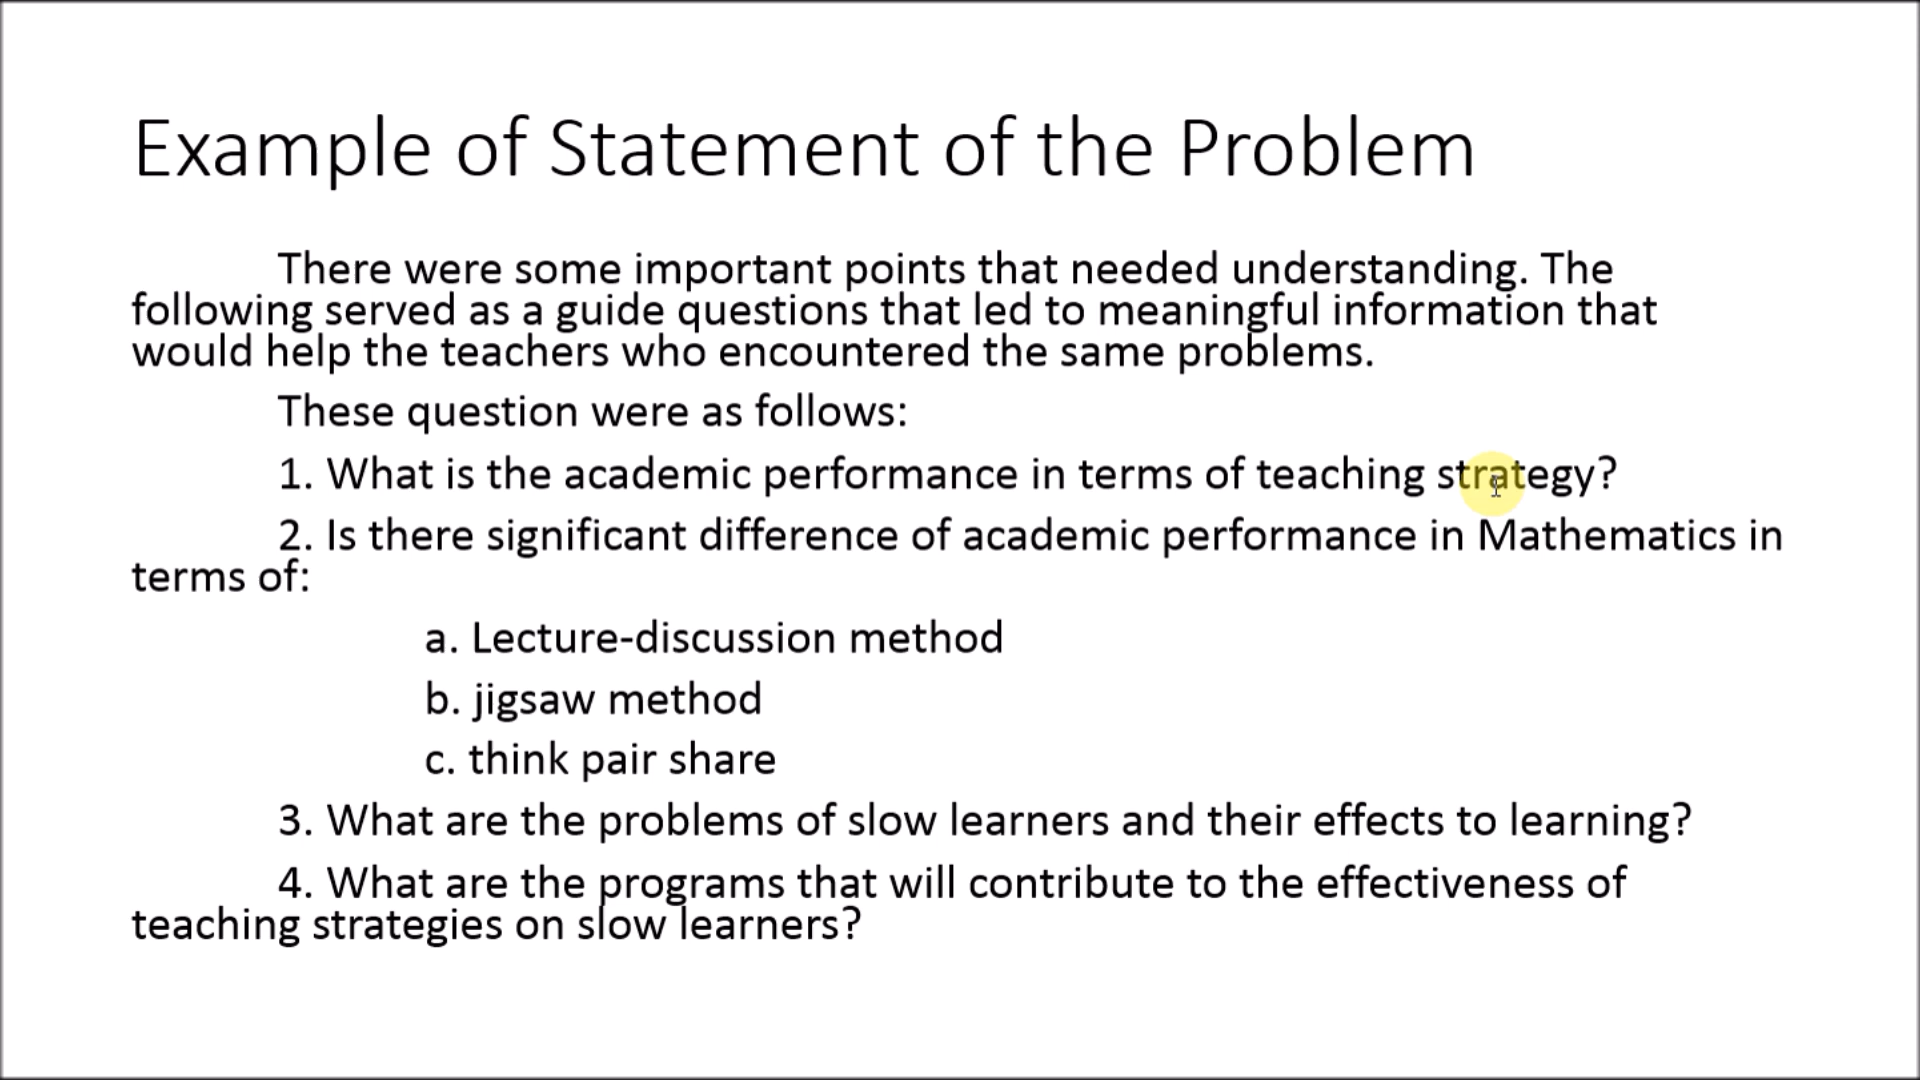 Example of Statement of the Problem
There were some important points that needed understanding. The
following served as a guide questions that led to meaningful information that
would help the teachers who encountered the same problems.
These question were as follows:
1. What is the academic performance in terms of teaching strategy?
2. Is there significant difference of academic performance in Mathematics in
terms of:
a. Lecture-discussion method
b. jigsaw method
c. think pair share
3. What are the problems of slow learners and their effects to learning?
4. What are the programs that will contribute to the effectiveness of
teaching strategies on slow learners?